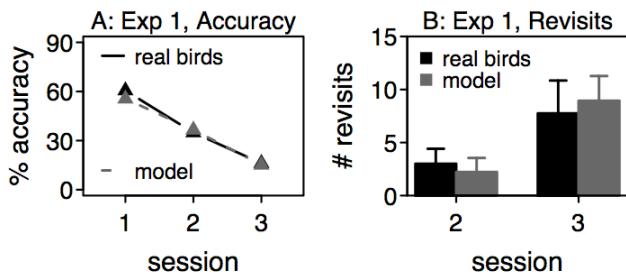 A: Exp 1, Accuracy
90
60
30
0
% accuracy
real birds
model
1 2 3
session
B: Exp 1, Revisits
15
10
5
0
# revisits
real birds
model
2 3
session